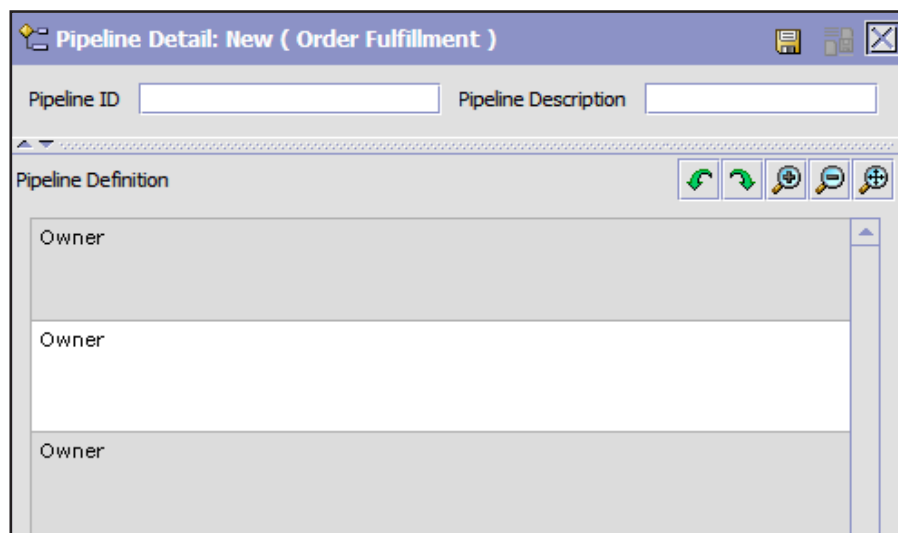 Pipeline Detail: New ( Order Fulfillment )
Pipeline ID Pipeline Description
Pipeline Definition
Owner
Owner
Owner